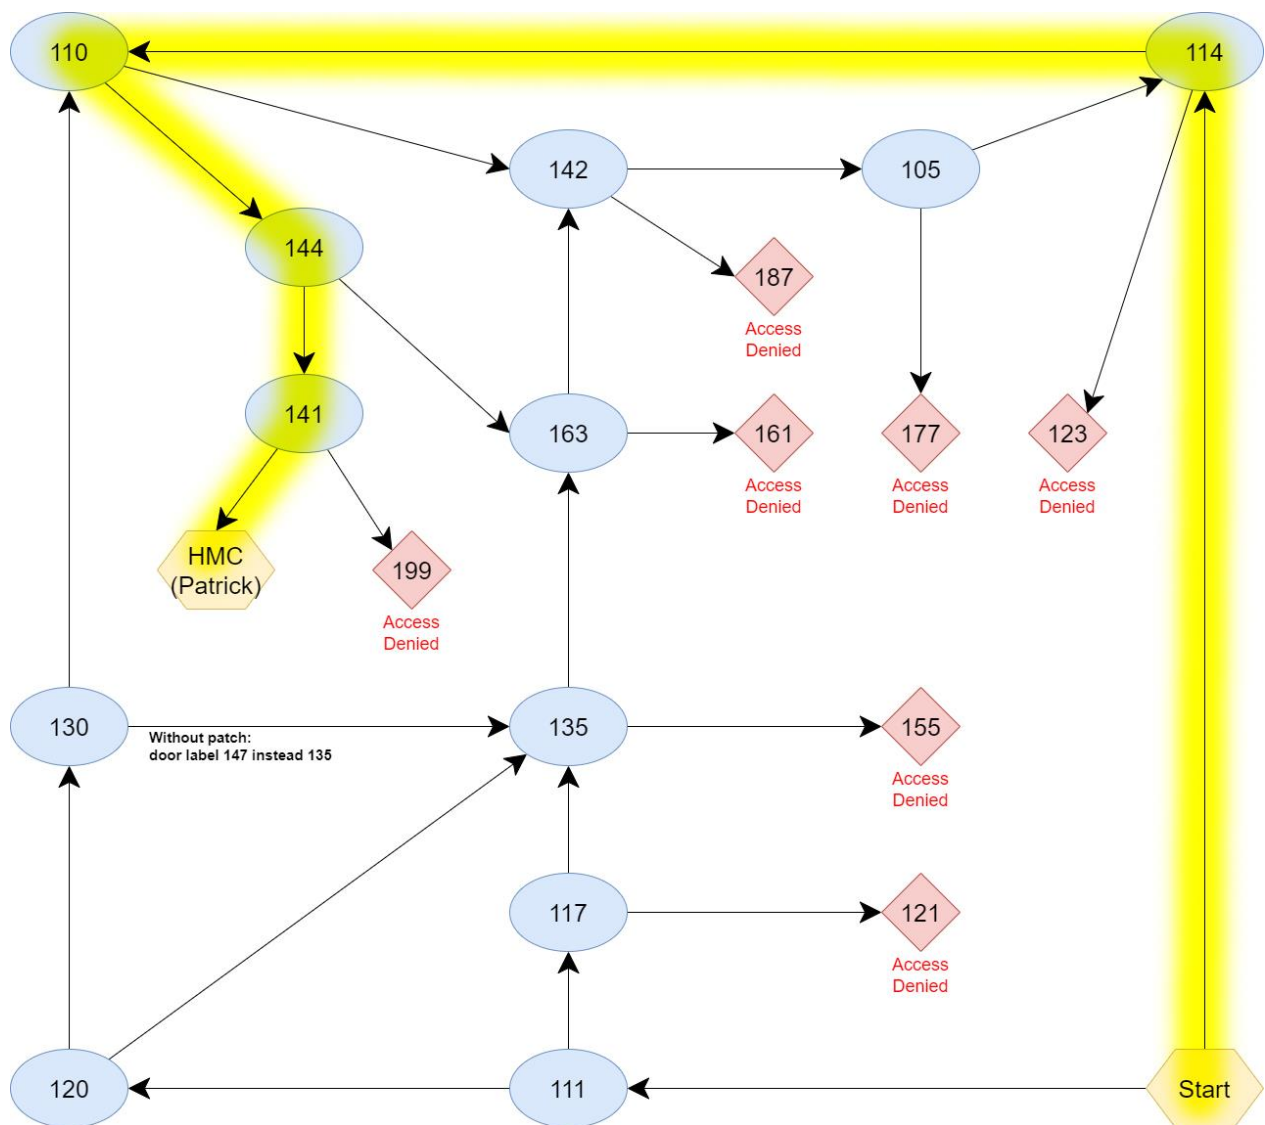 110
114
142
105
144
187
Access
Denied
141
163
161
Access
Denied
177
Access
Denied
123
Access
Denied
HMC
(Patrick)
199
Access
Denied
130
Without patch:
door label 147 instead 135
135
155
Access
Denied
117
121
Access
Denied
120
111
Start